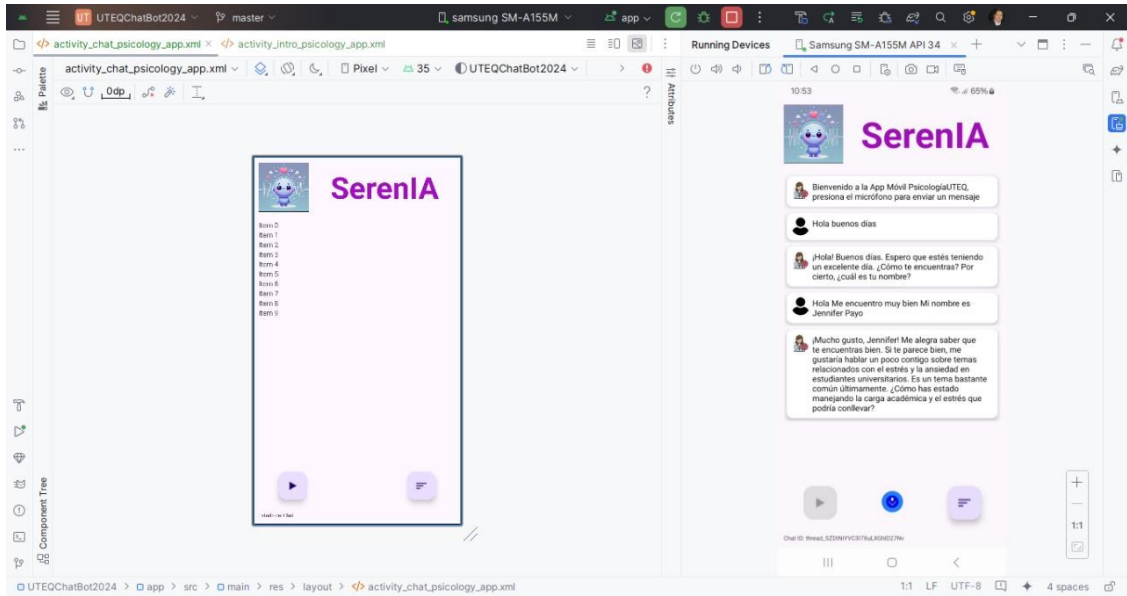 UT UTEQChatBot2024 master samsung SM-A155M app
activity_chat_psicology_app.xml activity_intro_psicology_app.xml Running Devices Samsung SM-A155M API 34
activity_chat_psicology_app.xml Pixel 35 UTEQChatBot2024
Palette
0dp
Attributes
Component Tree
SerenIA
Item 0
Item 1
Item 2
Item 3
Item 4
Item 5
Item 6
Item 7
Item 8
Item 9
10:53 65%
SerenIA
Bienvenido a la App Móvil PsicologíaUTEQ,
presiona el micrófono para enviar un mensaje
Hola buenos días
¡Hola! Buenos días. Espero que estés teniendo
un excelente día. ¿Cómo te encuentras? Por
cierto, ¿cuál es tu nombre?
Hola Me encuentro muy bien Mi nombre es
Jennifer Payo
¡Mucho gusto, Jennifer! Me alegra saber que
te encuentras bien. Si te parece bien, me
gustaría hablar un poco contigo sobre temas
relacionados con el estrés y la ansiedad en
estudiantes universitarios. Es un tema bastante
común últimamente. ¿Cómo has estado
manejando la carga académica y el estrés que
podría conllevar?
Chat ID:
1:1
UTEQChatBot2024 > app > src > main > res > layout > activity_chat_psicology_app.xml
1:1 LF UTF-8 4 spaces